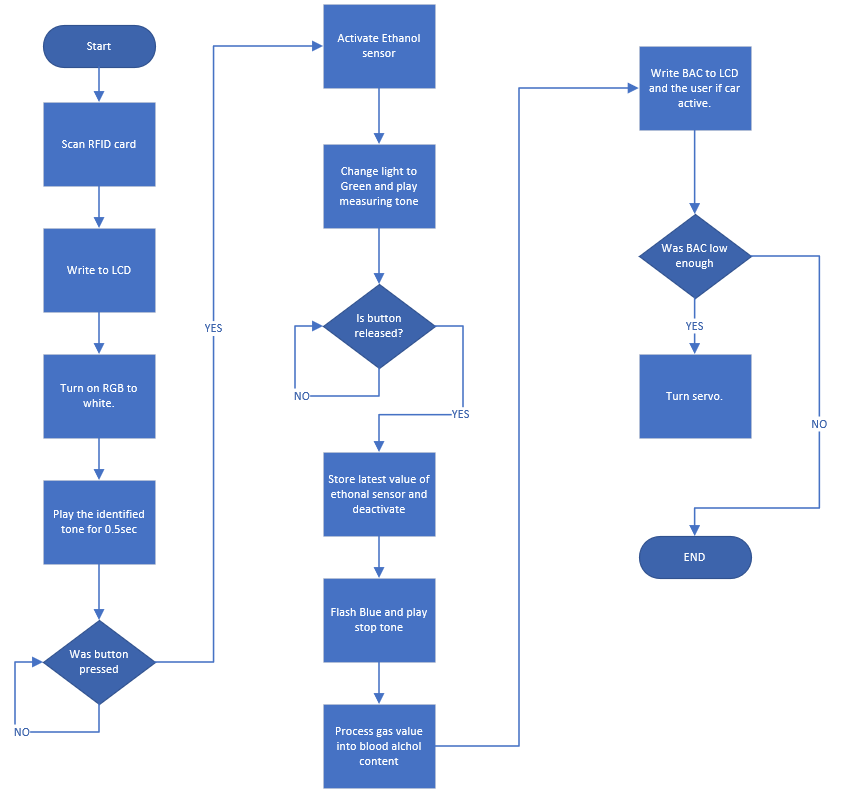 Start
Scan RFID card
Write to LCD
Turn on RGB to
white.
Play the identified
tone for 0.5sec
Was button
pressed
NO
YES
Activate Ethanol
sensor
Change light to
Green and play
measuring tone
Is button
released?
NO
YES
Store latest value of
ethonal sensor and
deactivate
Flash Blue and play
stop tone
Process gas value
into blood alchol
content
Write BAC to LCD
and the user if car
active.
Was BAC low
enough
YES
Turn servo.
NO
END